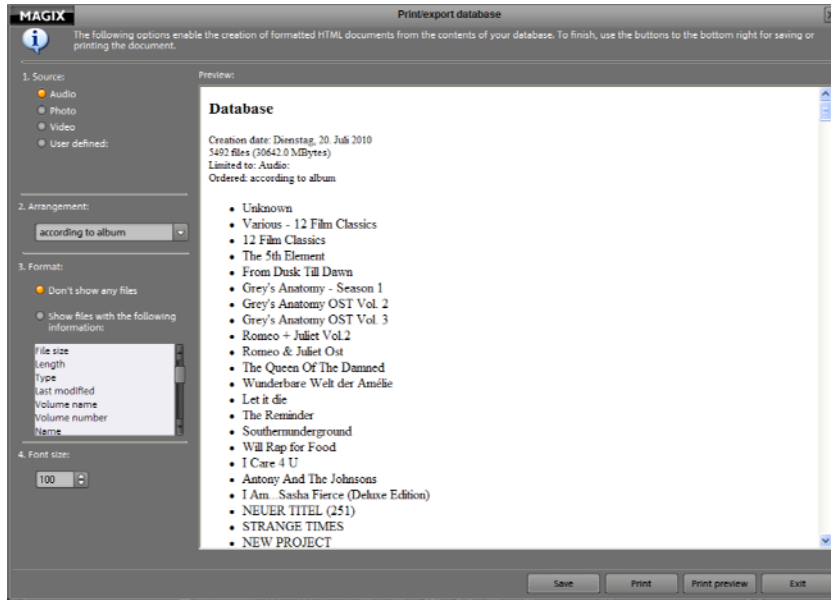 MAGIX
Print/export database
The following options enable the creation of formatted HTML documents from the contents of your database. To finish, use the buttons to the bottom right for saving or
printing the document.
1. Source:
Audio
Photo
Video
User defined:
2. Arrangement:
according to album
3. Format:
Don't show any files
Show files with the following
information:
File size
Length
Type
Last modified
Volume name
Volume number
Name
4. Font size:
100
Preview:
Database
Creation date: Dienstag, 20. Juli 2010
5492 files (30642.0 MBytes)
Limited to: Audio:
Ordered: according to album
• Unknown
• Various - 12 Film Classics
• 12 Film Classics
• The 5th Element
• From Dusk Till Dawn
• Grey's Anatomy - Season 1
• Grey's Anatomy OST Vol. 2
• Grey's Anatomy OST Vol. 3
• Romeo + Juliet Vol.2
• Romeo & Juliet Ost
• The Queen Of The Damned
• Wunderbare Welt der Amélie
• Let it die
• The Reminder
• Southernunderground
• Will Rap for Food
• I Care 4 U
• Antony And The Johnsons
• I Am...Sasha Fierce (Deluxe Edition)
• NEUER TITEL (251)
• STRANGE TIMES
• NEW PROJECT
Save
Print
Print preview
Exit